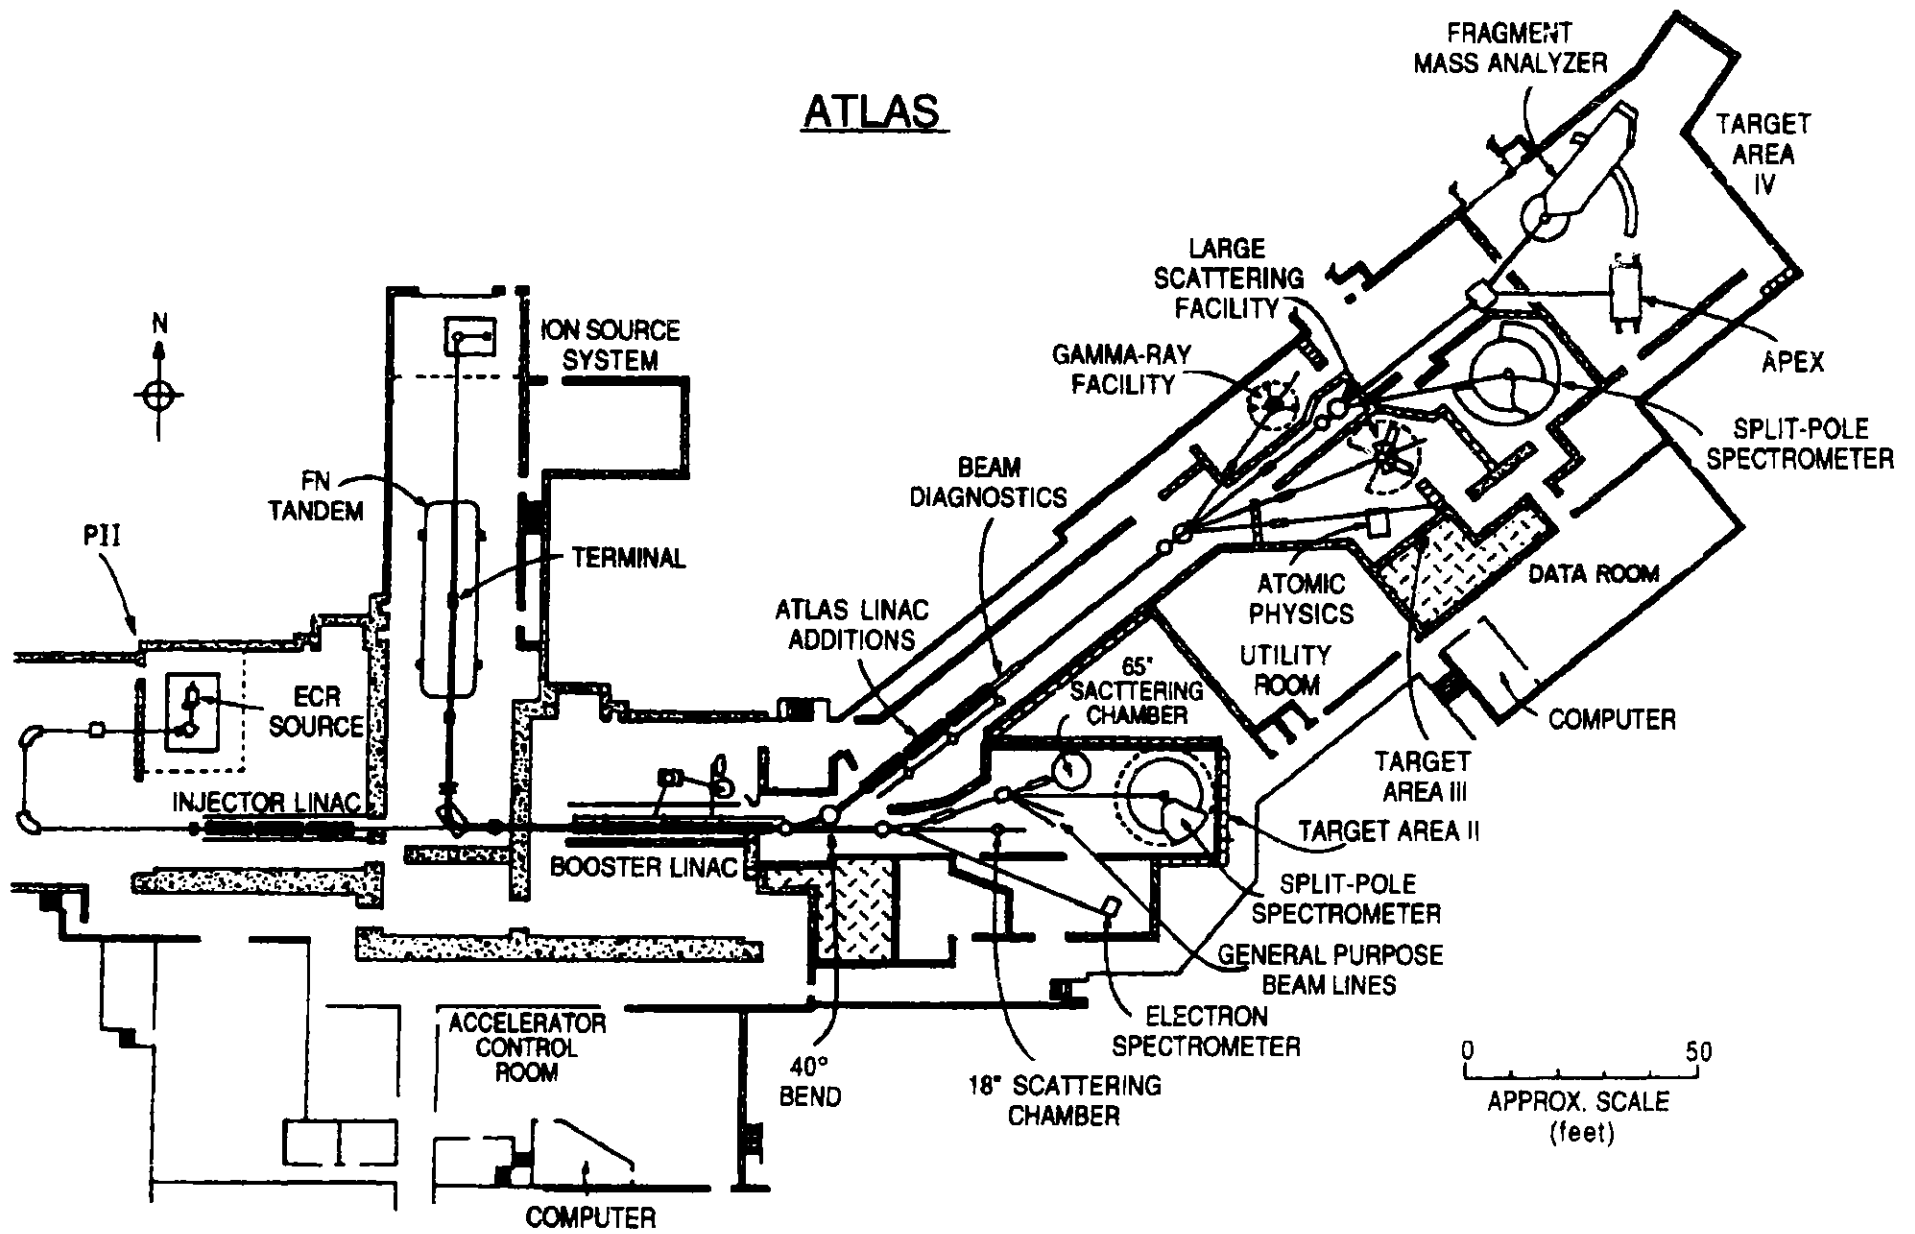 ATLAS
FRAGMENT
MASS ANALYZER
TARGET
AREA
IV
LARGE
SCATTERING
FACILITY
GAMMA-RAY
FACILITY
APEX
SPLIT-POLE
SPECTROMETER
N
ION SOURCE
SYSTEM
FN
TANDEM
TERMINAL
PII
BEAM
DIAGNOSTICS
ATLAS LINAC
ADDITIONS
ATOMIC
PHYSICS
DATA ROOM
UTILITY
ROOM
65"
SACTTERING
CHAMBER
COMPUTER
TARGET
AREA III
ECR
SOURCE
INJECTOR LINAC
BOOSTER LINAC
TARGET AREA II
SPLIT-POLE
SPECTROMETER
GENERAL PURPOSE
BEAM LINES
ELECTRON
SPECTROMETER
18" SCATTERING
CHAMBER
40°
BEND
ACCELERATOR
CONTROL
ROOM
COMPUTER
0 50
APPROX. SCALE
(feet)